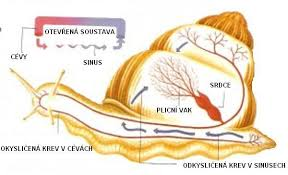 OTEVŘENÁ SOUSTAVA
CÉVY
SINUS
SRDCE
PLICNÍ VAK
OKYSLIČENÁ KREV V CÉVÁCH
ODKYSLIČENÁ KREV V SINUSECH